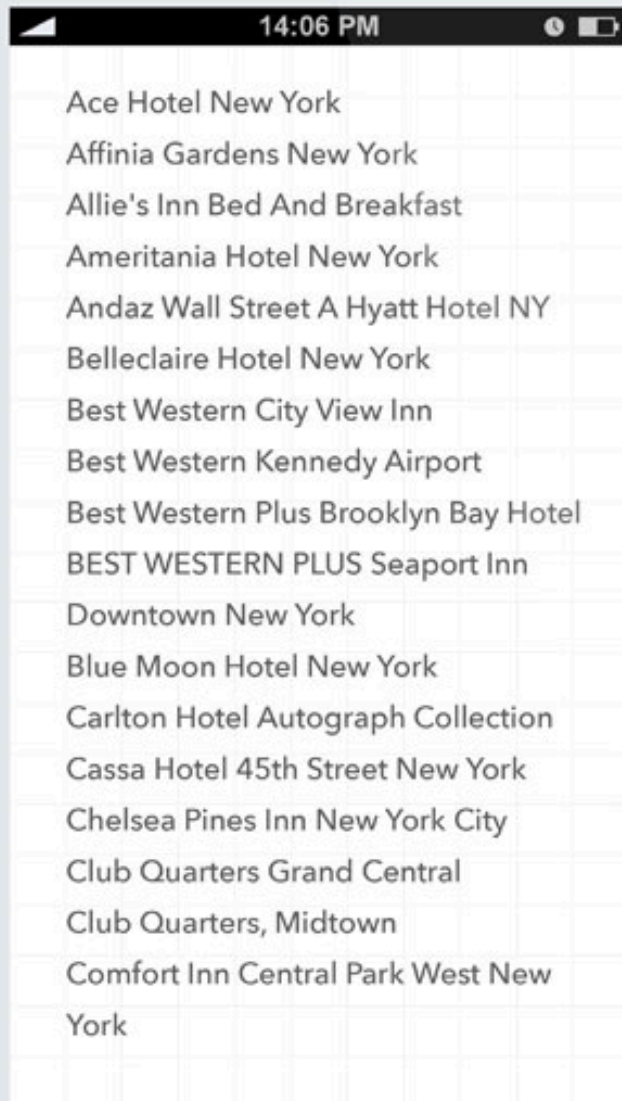 14:06 PM
Ace Hotel New York
Affinia Gardens New York
Allie's Inn Bed And Breakfast
Ameritania Hotel New York
Andaz Wall Street A Hyatt Hotel NY
Belleclaire Hotel New York
Best Western City View Inn
Best Western Kennedy Airport
Best Western Plus Brooklyn Bay Hotel
BEST WESTERN PLUS Seaport Inn
Downtown New York
Blue Moon Hotel New York
Carlton Hotel Autograph Collection
Cassa Hotel 45th Street New York
Chelsea Pines Inn New York City
Club Quarters Grand Central
Club Quarters, Midtown
Comfort Inn Central Park West New
York